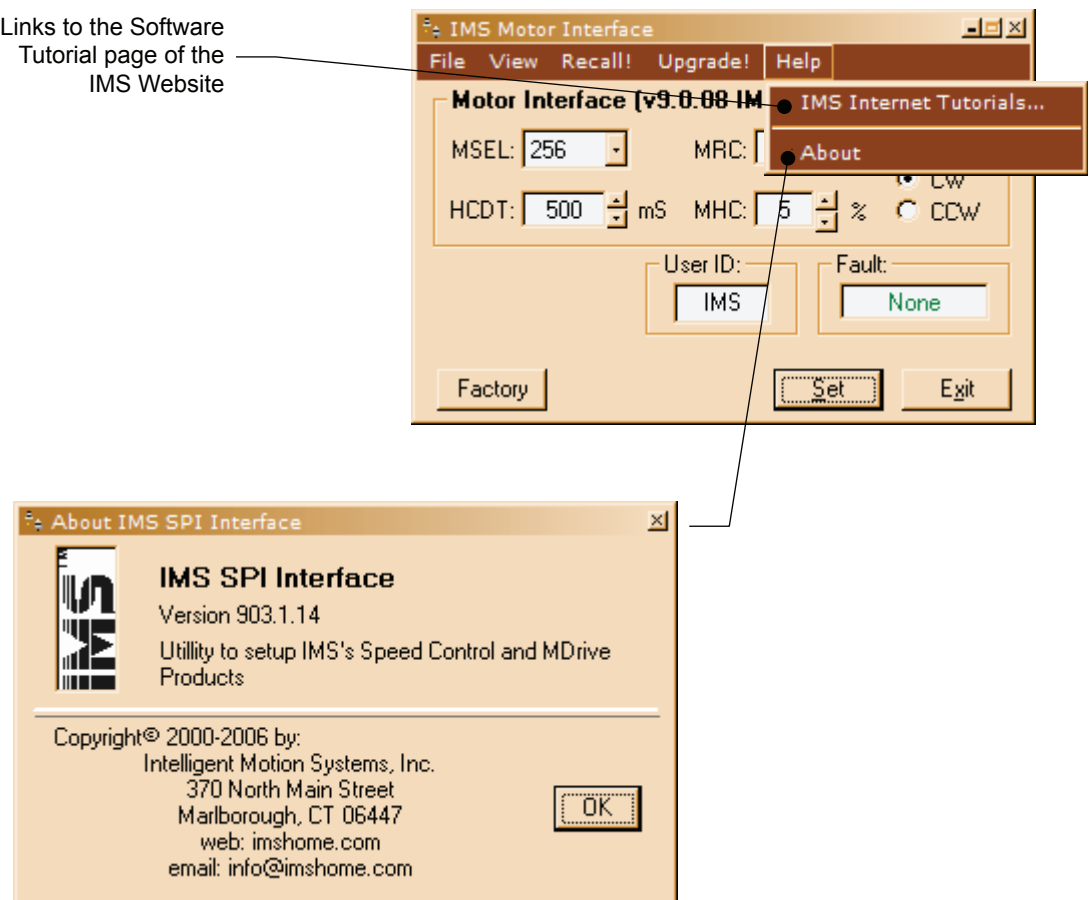 Links to the Software
Tutorial page of the
IMS Website
IMS Motor Interface
File View Recall! Upgrade! Help
IMS Internet Tutorials...
About
Motor Interface (v9.0.08 IM
MSEL: 256 MRC:
CW
HCDT: 500 mS MHC: 5 % CCW
User ID: Fault:
IMS None
Factory Set Exit
About IMS SPI Interface
IMS TM
IMS SPI Interface
Version 903.1.14
Utillity to setup IMS's Speed Control and MDrive
Products
Copyright© 2000-2006 by:
Intelligent Motion Systems, Inc.
370 North Main Street
Marlborough, CT 06447
web: imshome.com
email: info@imshome.com
OK